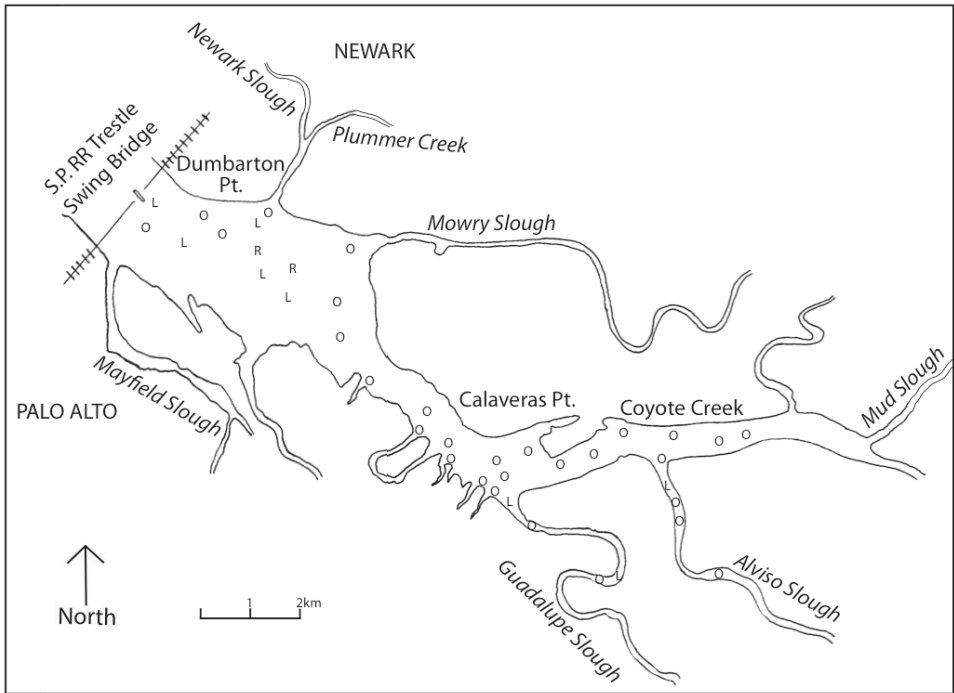 NEWARK
Newark Slough
Plummer Creek
S.P. RR Trestle
Swing Bridge
Dumbarton
Pt.
L
O
O
L
O
L
O
R
L
R
L
O
O
O
Mowry Slough
Mayfield Slough
PALO ALTO
O
O
O
O
O
Calaveras Pt.
Coyote Creek
Mud Slough
O
O
O
O
O
O
O
O
O
O
O
O
L
L
O
O
O
O
L
O
Guadalupe Slough
Alviso Slough
North
1
2km